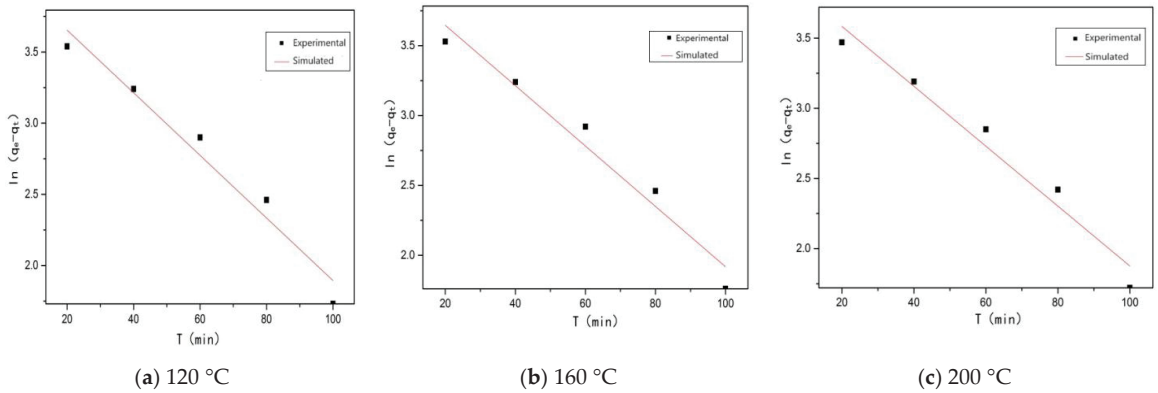 3.5
3.0
2.5
2.0
ln (qₑ-qₜ)
Experimental
Simulated
20 40 60 80 100
T (min)
(a) 120 °C
3.5
3.0
2.5
2.0
ln (qₑ-qₜ)
Experimental
Simulated
20 40 60 80 100
T (min)
(b) 160 °C
3.5
3.0
2.5
2.0
ln (qₑ-qₜ)
Experimental
Simulated
20 40 60 80 100
T (min)
(c) 200 °C